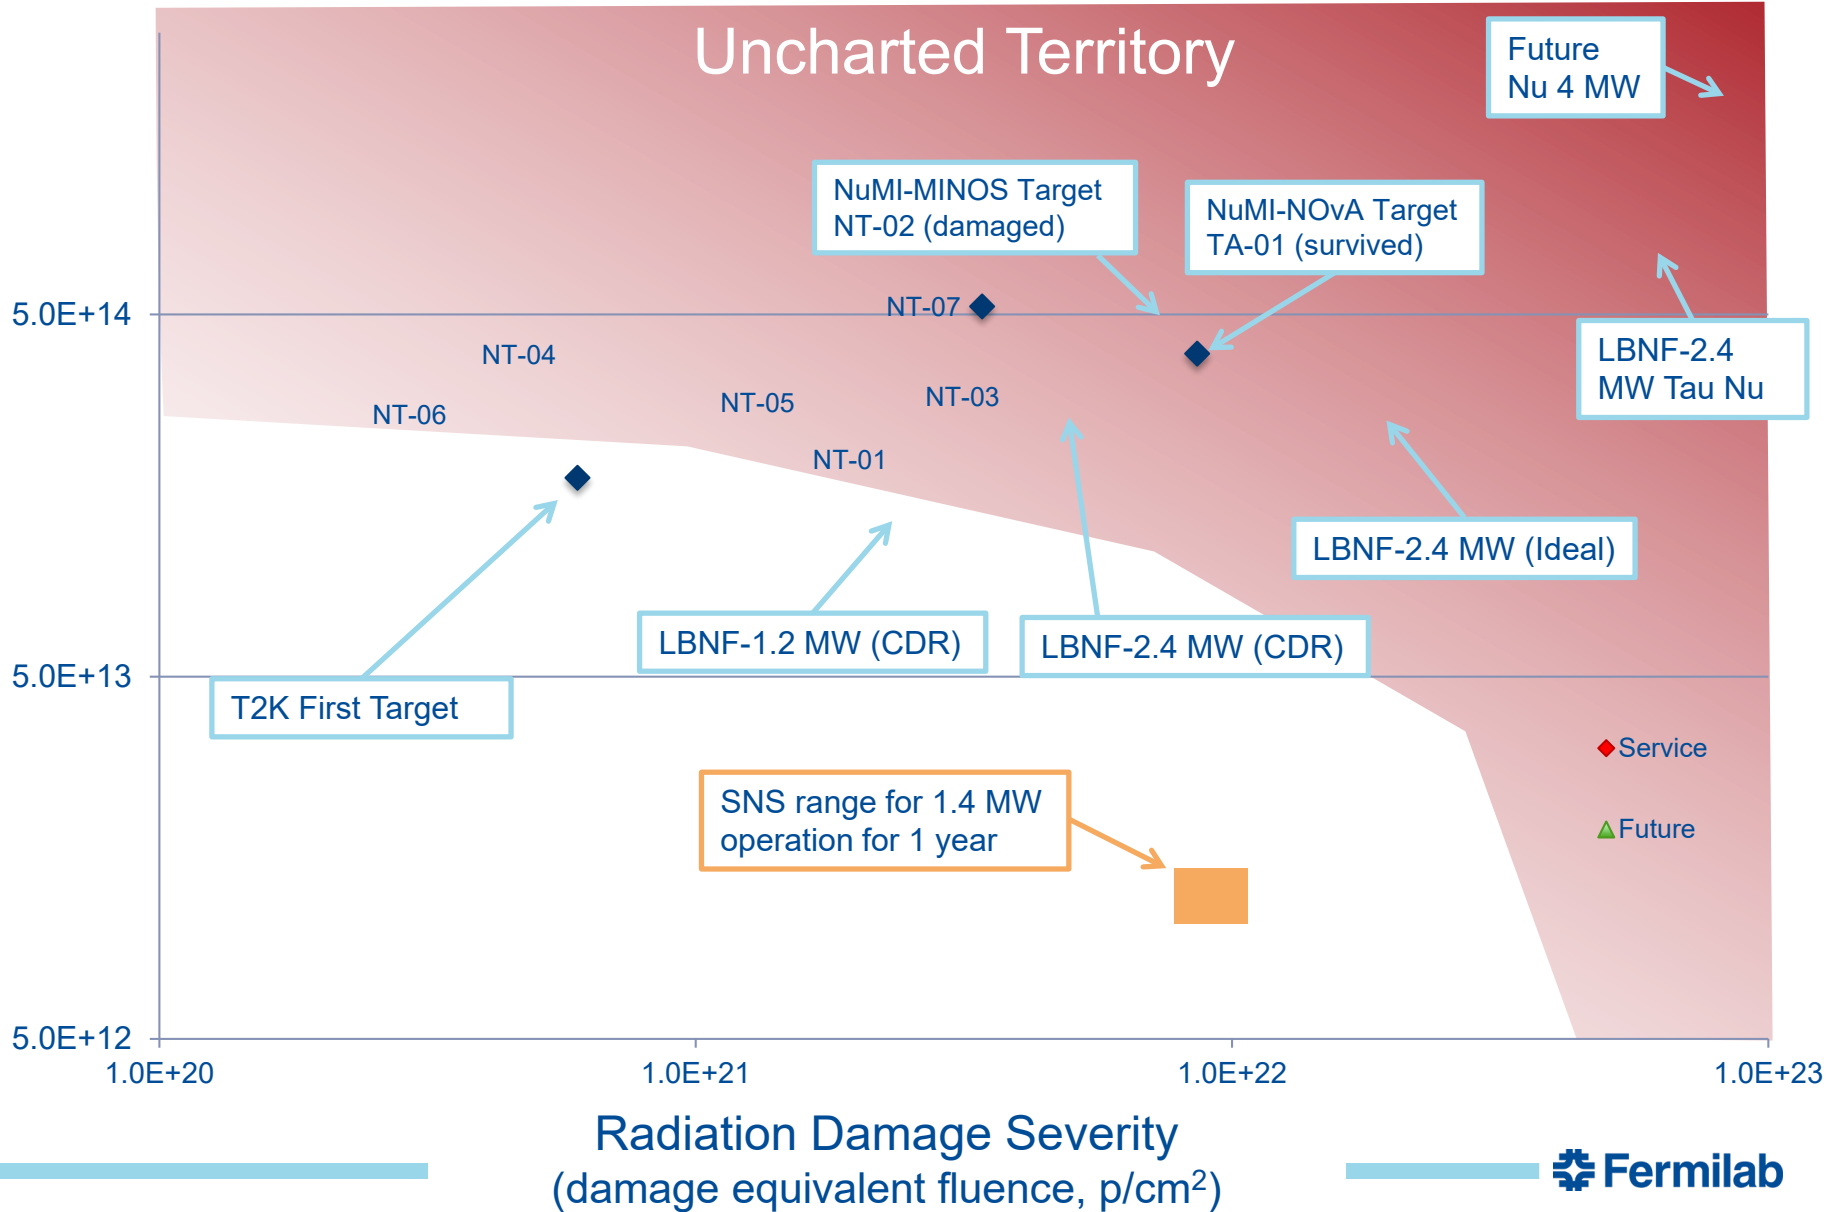 Uncharted Territory
Future
Nu 4 MW
NuMI-MINOS Target
NT-02 (damaged)
NuMI-NOvA Target
TA-01 (survived)
5.0E+14
NT-07
NT-04
LBNF-2.4
MW Tau Nu
NT-06
NT-05
NT-03
NT-01
LBNF-2.4 MW (Ideal)
LBNF-1.2 MW (CDR)
LBNF-2.4 MW (CDR)
5.0E+13
T2K First Target
Service
SNS range for 1.4 MW
operation for 1 year
Future
5.0E+12
1.0E+20
1.0E+21
1.0E+22
1.0E+23
Radiation Damage Severity
(damage equivalent fluence, p/cm²)
Fermilab